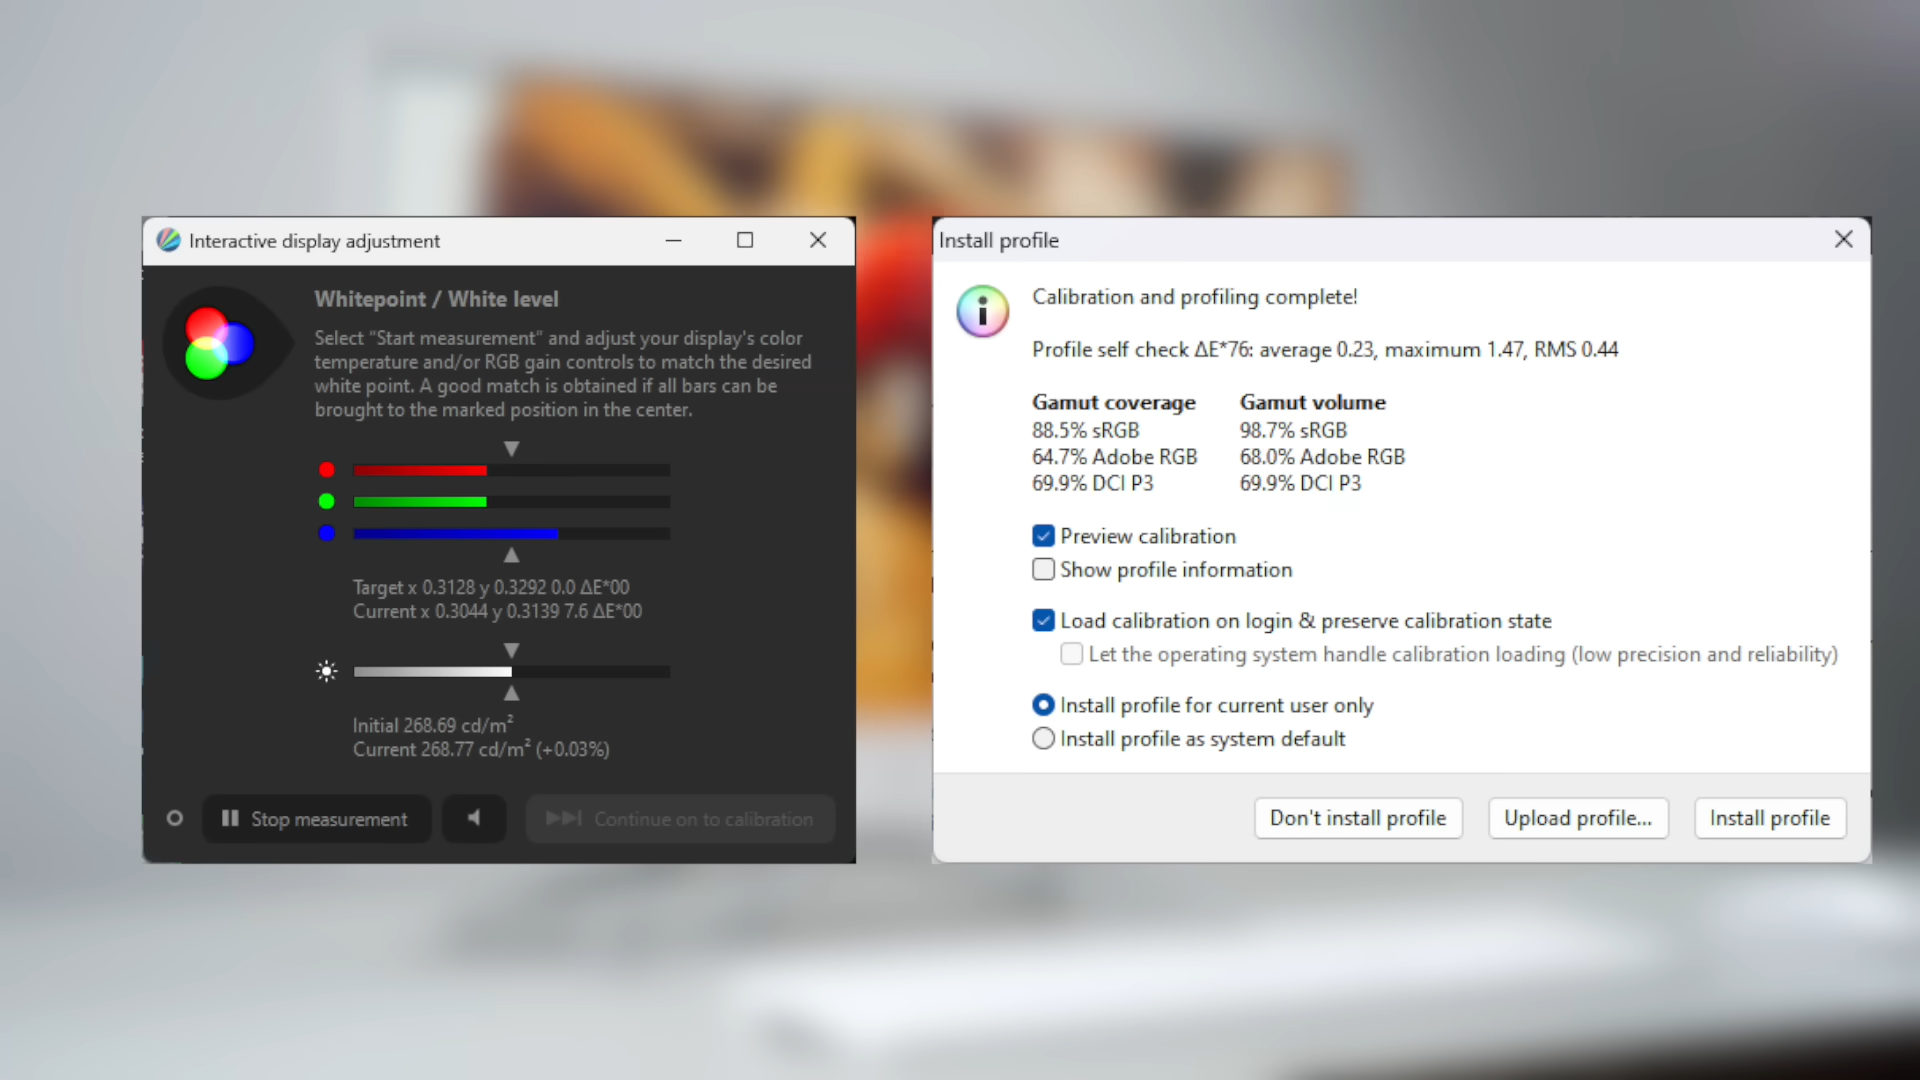 Interactive display adjustment
Whitepoint / White level
Select "Start measurement" and adjust your display's color
temperature and/or RGB gain controls to match the desired
white point. A good match is obtained if all bars can be
brought to the marked position in the center.
Target x 0.3128 y 0.3292 0.0 ΔE*00
Current x 0.3044 y 0.3139 7.6 ΔE*00
Initial 268.69 cd/m²
Current 268.77 cd/m² (+0.03%)
Stop measurement
Continue on to calibration
Install profile
Calibration and profiling complete!
Profile self check ΔE*76: average 0.23, maximum 1.47, RMS 0.44
Gamut coverage Gamut volume
88.5% sRGB 98.7% sRGB
64.7% Adobe RGB 68.0% Adobe RGB
69.9% DCI P3 69.9% DCI P3
Preview calibration
Show profile information
Load calibration on login & preserve calibration state
Let the operating system handle calibration loading (low precision and reliability)
Install profile for current user only
Install profile as system default
Don't install profile
Upload profile...
Install profile